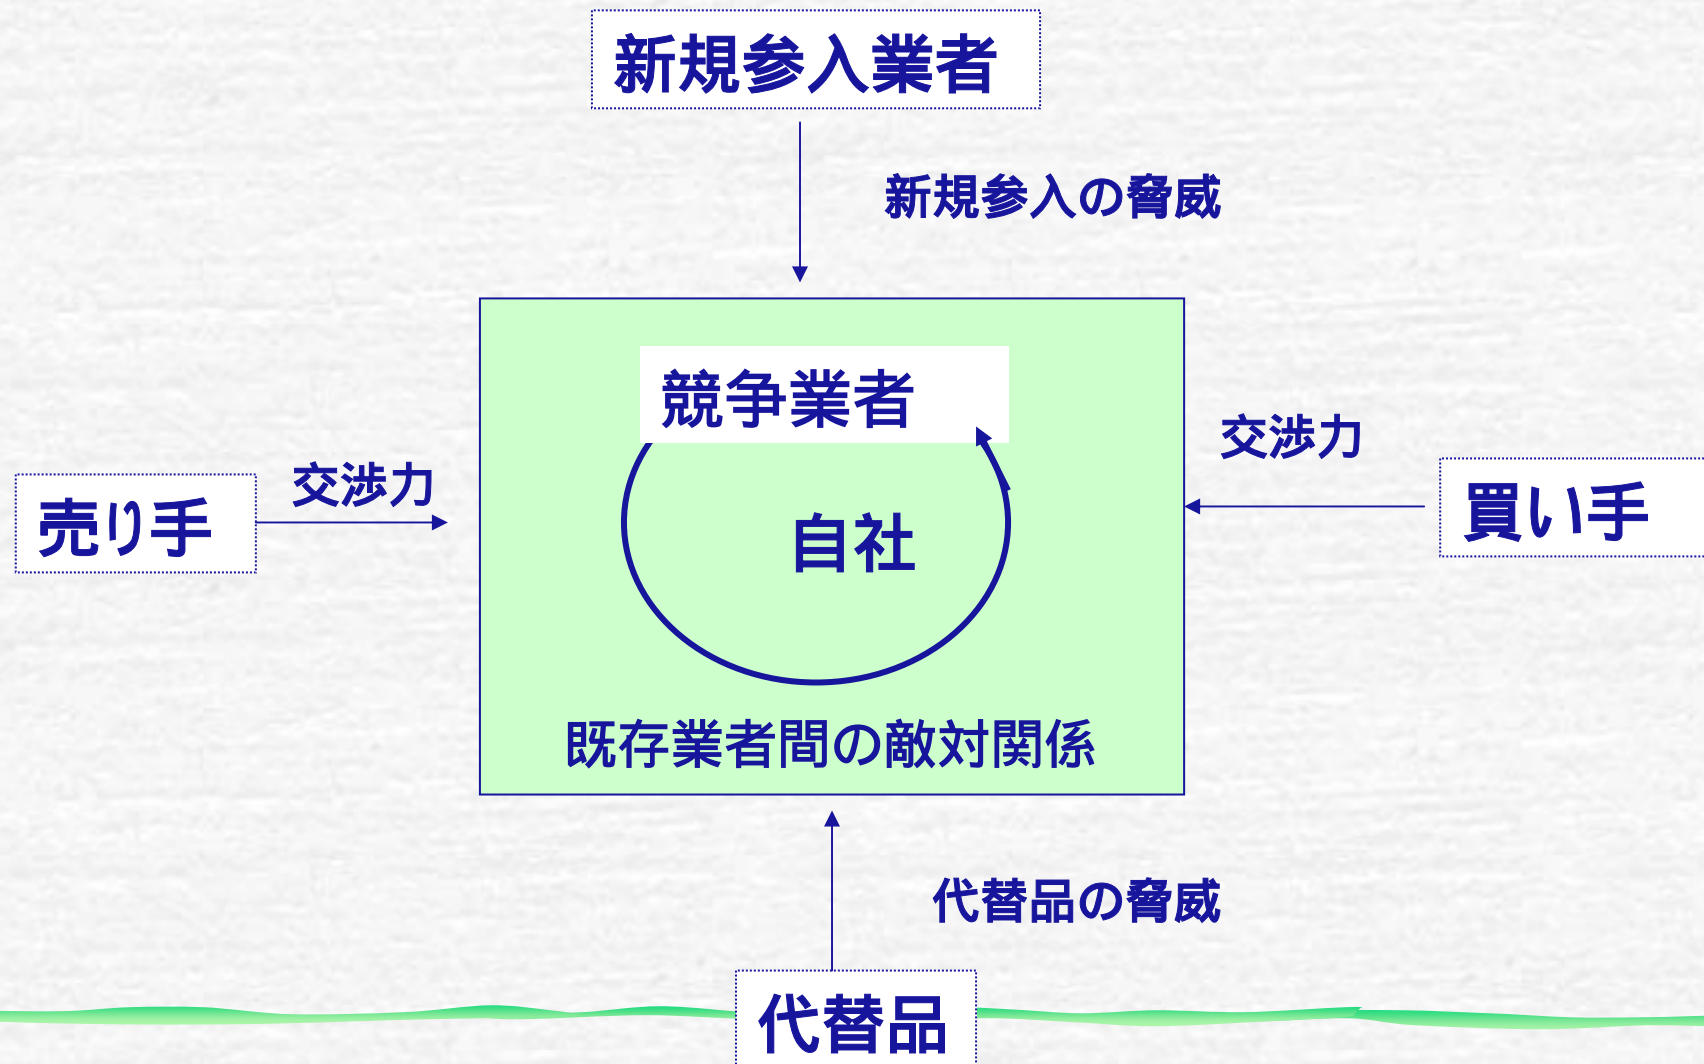 新規参入業者
新規参入の脅威
競争業者
交渉力
交渉力
売り手
買い手
自社
既存業者間の敵対関係
代替品の脅威
代替品